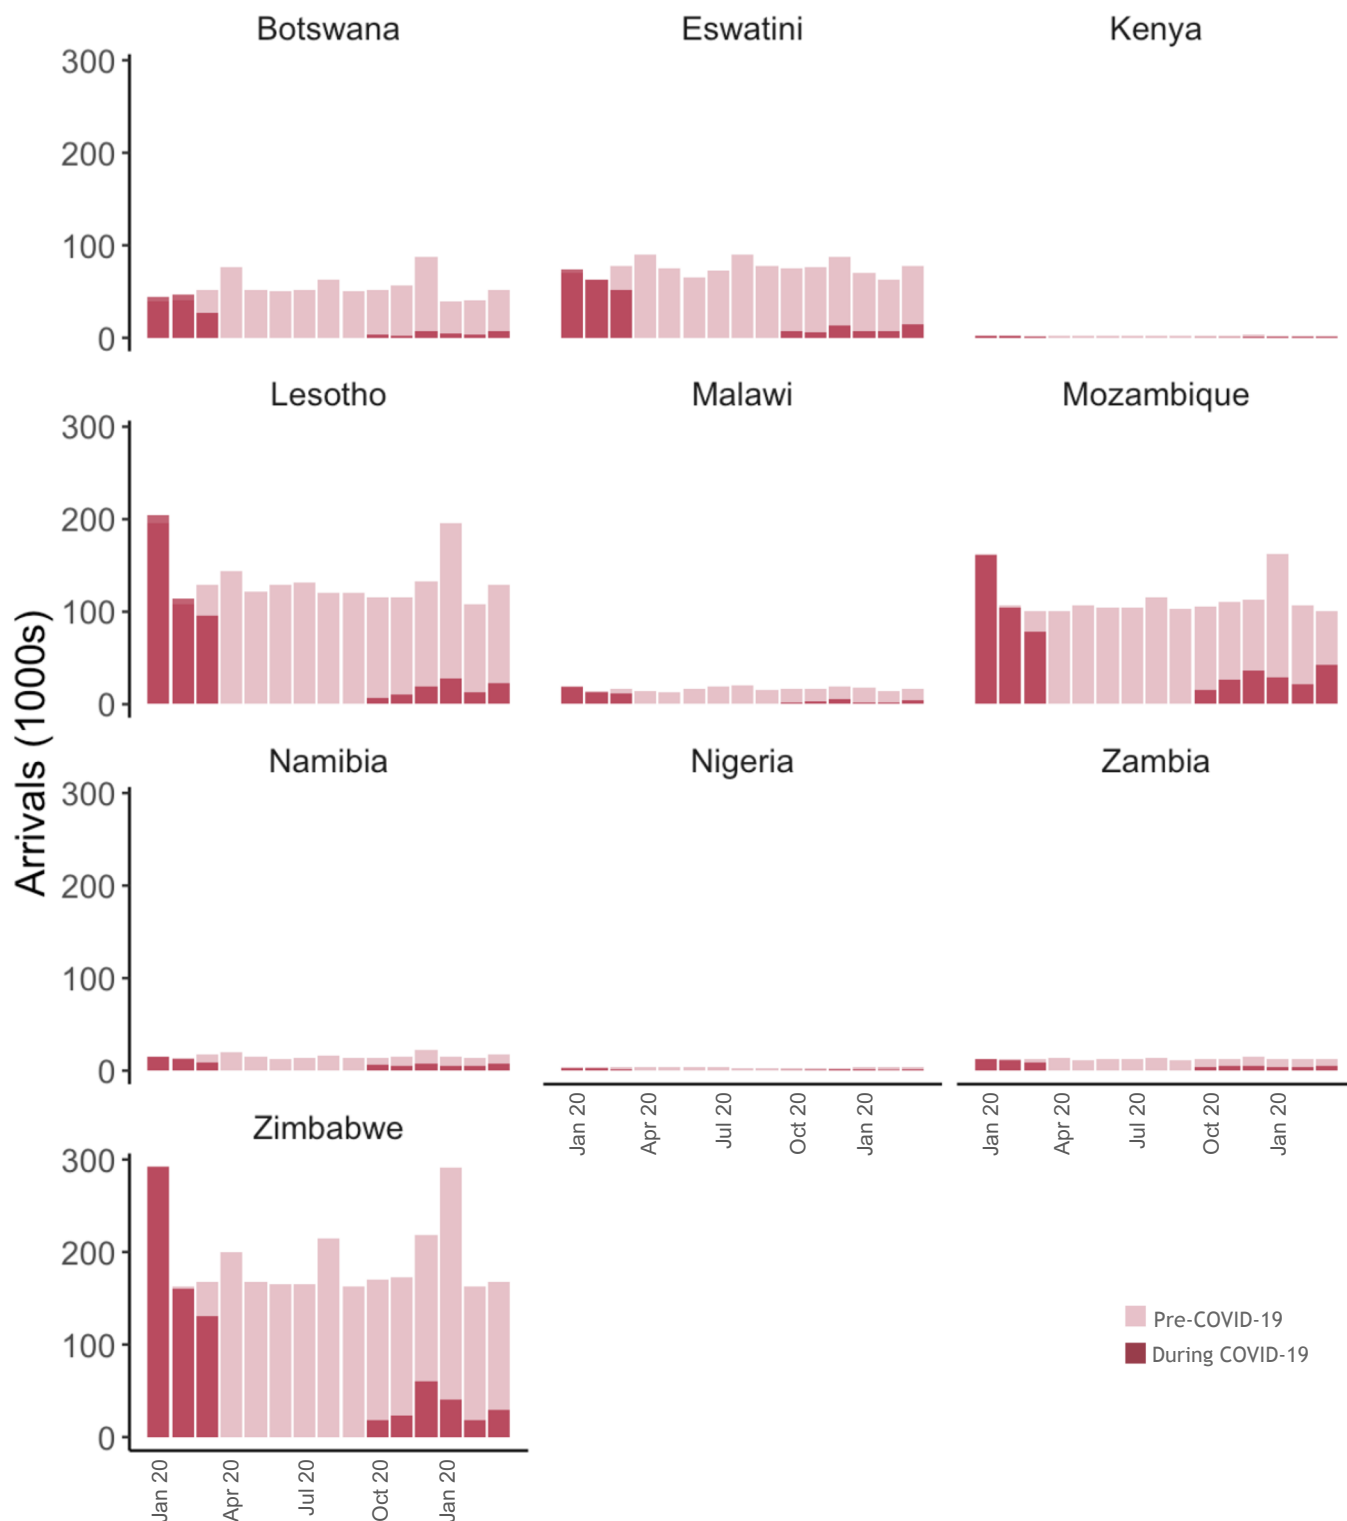 Botswana
Eswatini
Kenya
300
200
100
0
Lesotho
Malawi
Mozambique
300
200
100
0
Arrivals (1000s)
Namibia
Nigeria
Zambia
300
200
100
0
Jan 20
Apr 20
Jul 20
Oct 20
Jan 20
Jan 20
Apr 20
Jul 20
Oct 20
Jan 20
Zimbabwe
300
200
100
0
Jan 20
Apr 20
Jul 20
Oct 20
Jan 20
Pre-COVID-19
During COVID-19